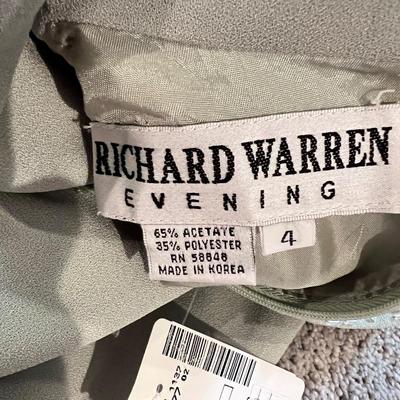 RICHARD WARREN
EVENING
65% ACETATE
35% POLYESTER
RN 58848
MADE IN KOREA
4